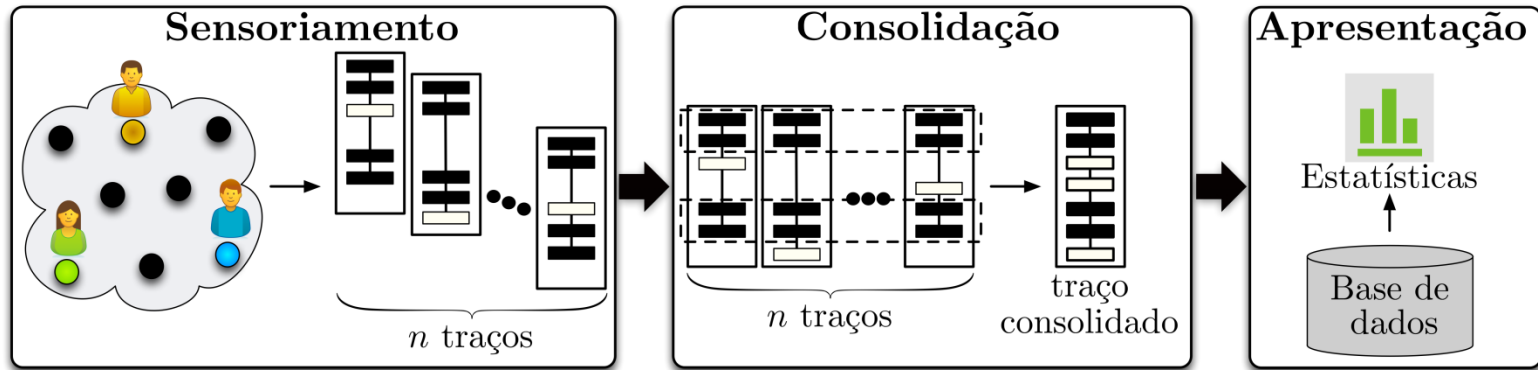 Sensoriamento
n traços
Consolidação
n traços
traço
consolidado
Apresentação
Estatísticas
Base de
dados